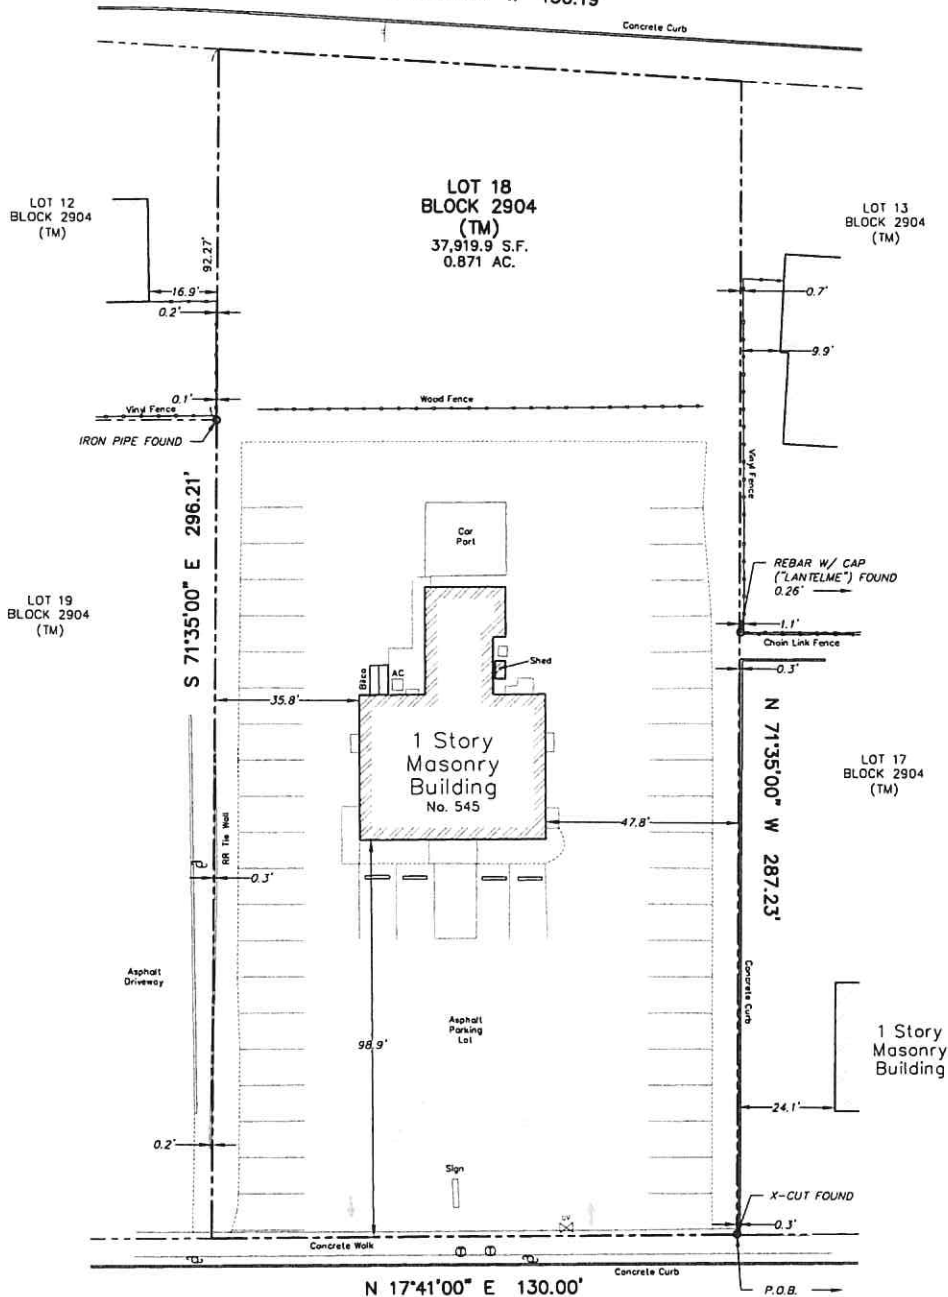 130.19
Concrete Curb
LOT 12
BLOCK 2904
(TM)
LOT 18
BLOCK 2904
(TM)
37,919.9 S.F.
0.871 AC.
LOT 13
BLOCK 2904
(TM)
92.27'
16.9'
0.2'
0.7'
9.9'
0.1'
Vinyl Fence
Wood Fence
IRON PIPE FOUND
Vinyl Fence
S 71°35'00" E 296.21'
Car
Port
REBAR W/ CAP
("LANTELME") FOUND
0.26'
LOT 19
BLOCK 2904
(TM)
1.1'
Chain Link Fence
Shed
Bilco
AC
0.3'
35.8'
1 Story
Masonry
Building
No. 545
N 71°35'00" W 287.23'
LOT 17
BLOCK 2904
(TM)
47.8'
RR Tie Wall
0.3'
Asphalt
Driveway
Asphalt
Parking
Lot
Concrete Curb
98.9'
1 Story
Masonry
Building
24.1'
0.2'
Sign
X-CUT FOUND
0.3'
Concrete Walk
Concrete Curb
N 17°41'00" E 130.00'
P.O.B.